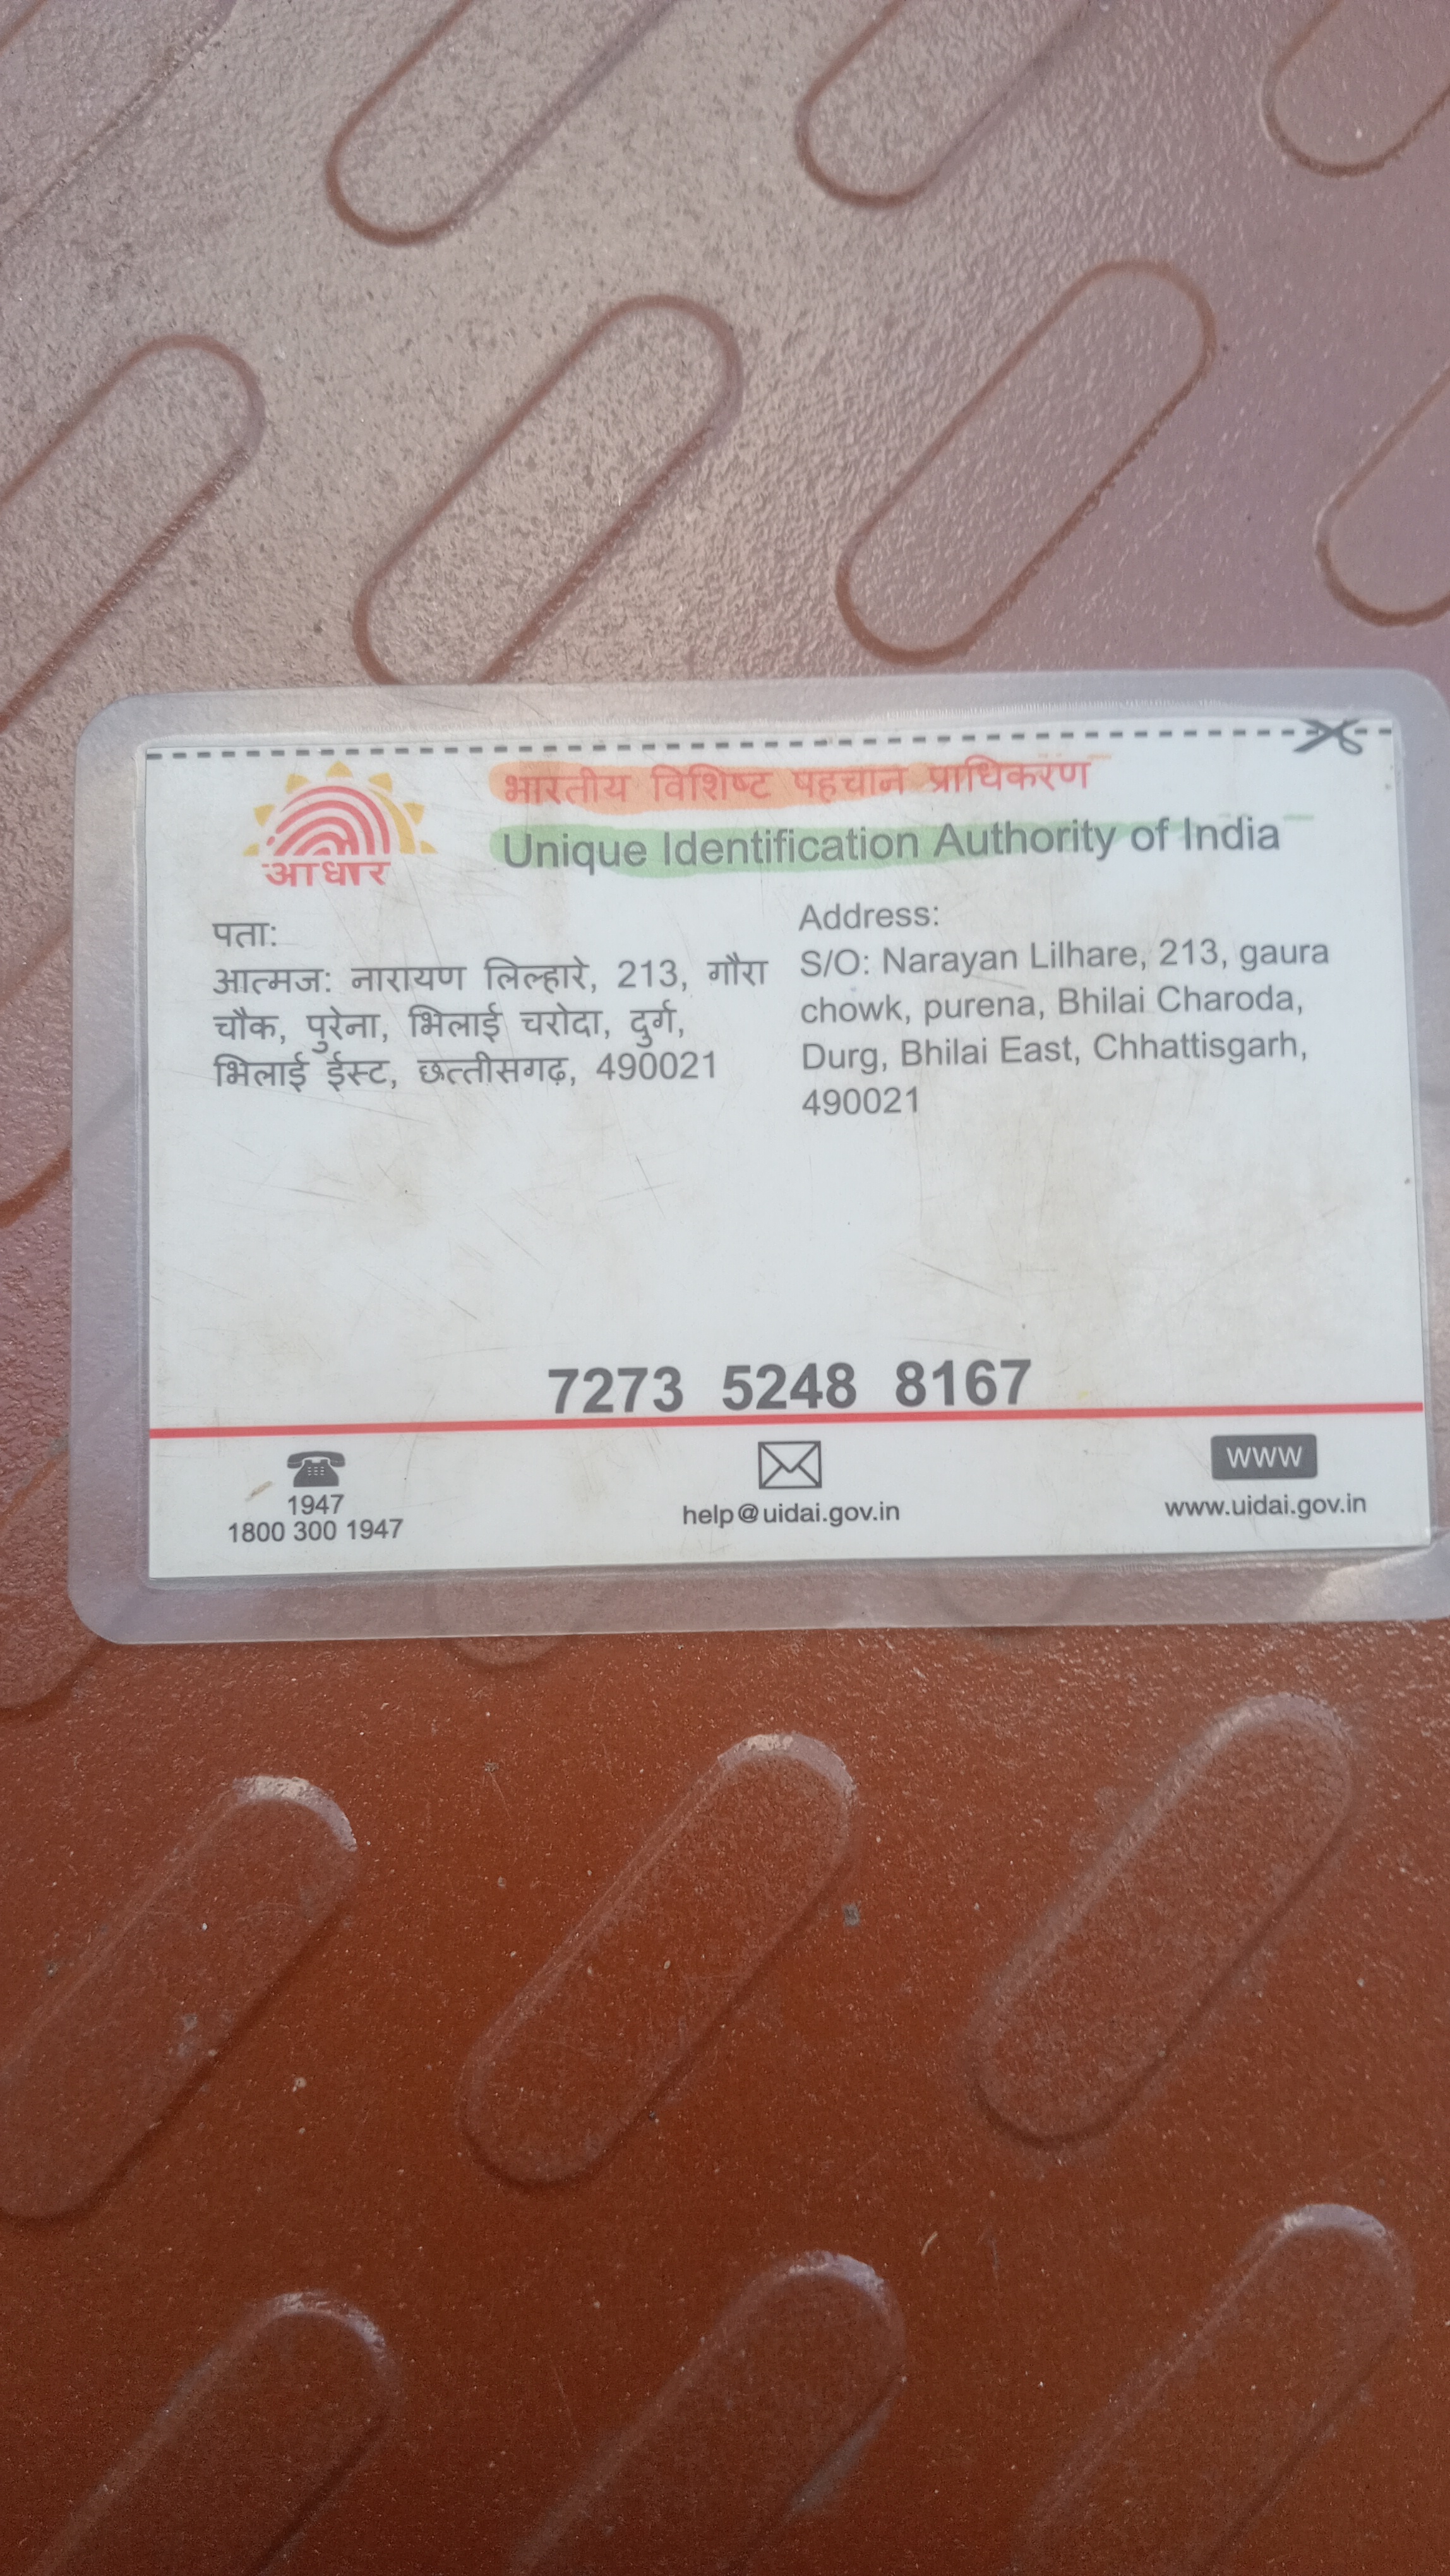 भारतीय विशिष्ट पहचान प्राधिकरण
Unique Identification Authority of India
आधार
पता:
आत्मज: नारायण लिल्हारे, 213, गौरा
चौक, पुरेना, भिलाई चरोदा, दुर्ग,
भिलाई ईस्ट, छत्तीसगढ़, 490021
Address:
S/O: Narayan Lilhare, 213, gaura
chowk, purena, Bhilai Charoda,
Durg, Bhilai East, Chhattisgarh,
490021
7273 5248 8167
1947
1800 300 1947
help@uidai.gov.in
WWW
www.uidai.gov.in